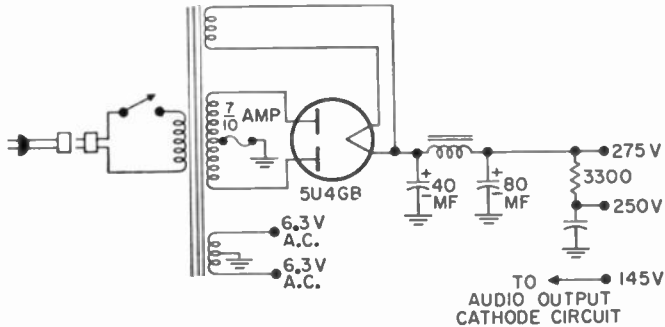 7/10 AMP
5U4GB
+
-
40
MF
+
-
80
MF
275V
3300
250V
6.3V
A.C.
6.3V
A.C.
145V
TO
AUDIO OUTPUT
CATHODE CIRCUIT